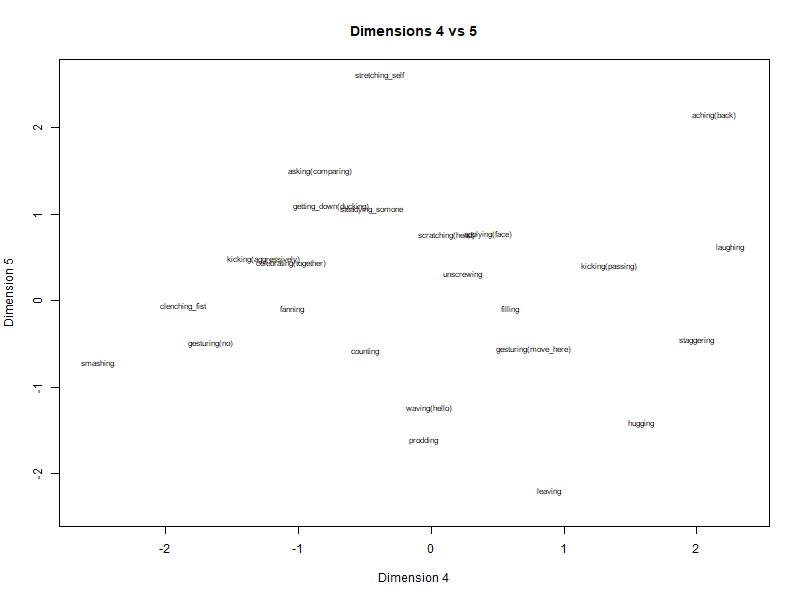 Dimensions 4 vs 5
stretching_self
aching(back)
asking(comparing)
getting_down(ducking)
steadying_somone
scratching(head)
applying(face)
laughing
kicking(aggressively)
celebrating(together)
kicking(passing)
unscrewing
clenching_fist
fanning
filling
gesturing(no)
counting
gesturing(move_here)
staggering
smashing
waving(hello)
hugging
prodding
leaving
2
1
0
-1
-2
Dimension 5
-2 -1 0 1 2
Dimension 4